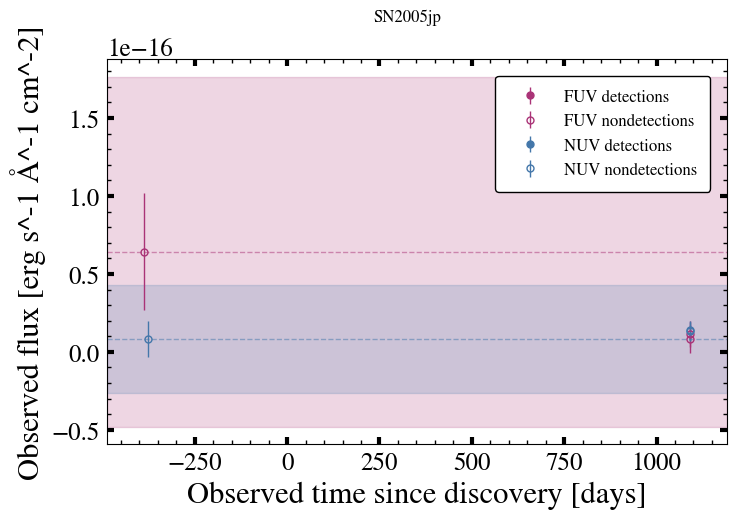 SN2005jp
1e−16
Observed flux [erg s^-1 Å^-1 cm^-2]
1.5
1.0
0.5
0.0
−0.5
FUV detections
FUV nondetections
NUV detections
NUV nondetections
−250 0 250 500 750 1000
Observed time since discovery [days]